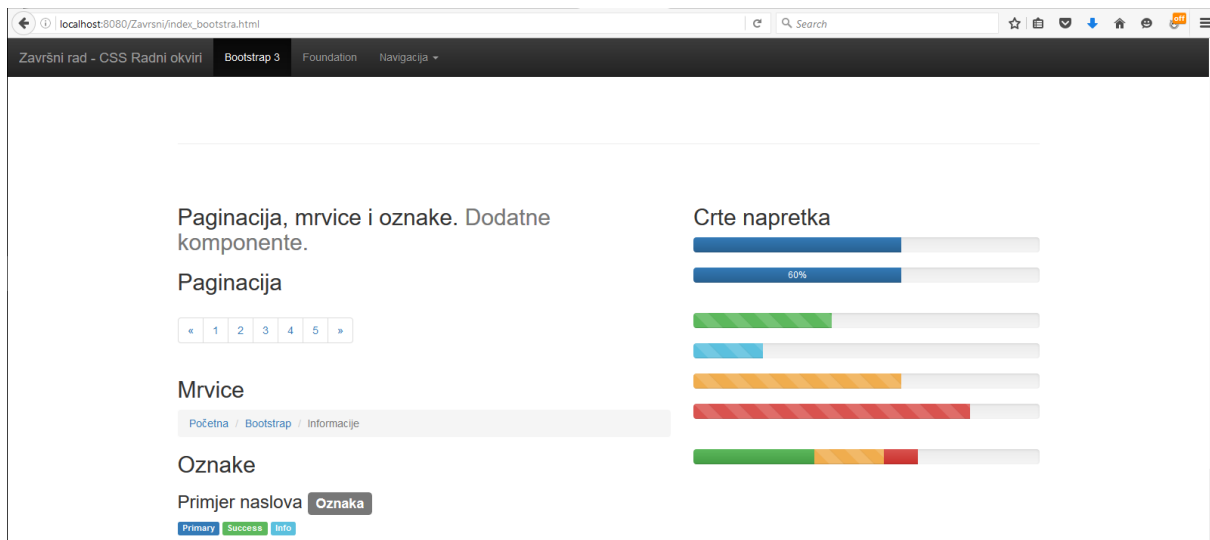 localhost:8080/Zavrsni/index_bootstra.html
Search
off
Završni rad - CSS Radni okviri Bootstrap 3 Foundation Navigacija
Paginacija, mrvice i oznake. Dodatne
komponente.
Paginacija
« 1 2 3 4 5 »
Mrvice
Početna / Bootstrap / Informacije
Oznake
Primjer naslova Oznaka
Primary Success Info
Crte napretka
60%